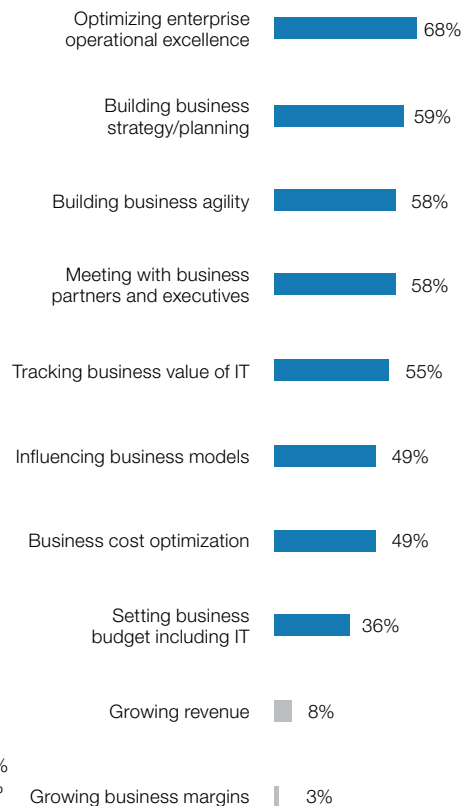 Optimizing enterprise
operational excellence
68%
Building business
strategy/planning
59%
Building business agility
58%
Meeting with business
partners and executives
58%
Tracking business value of IT
55%
Influencing business models
49%
Business cost optimization
49%
Setting business
budget including IT
36%
Growing revenue
8%
%
Growing business margins
3%